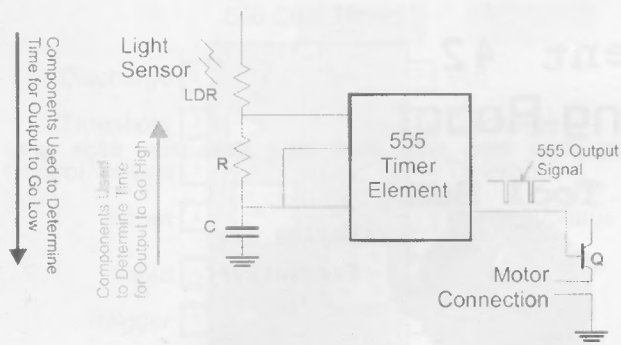 Components Used to Determine
Time for Output to Go Low
Light
Sensor
LDR
R
C
Components Used
to Determine Time
for Output to Go High
555
Timer
Element
555 Output
Signal
Q
Motor
Connection